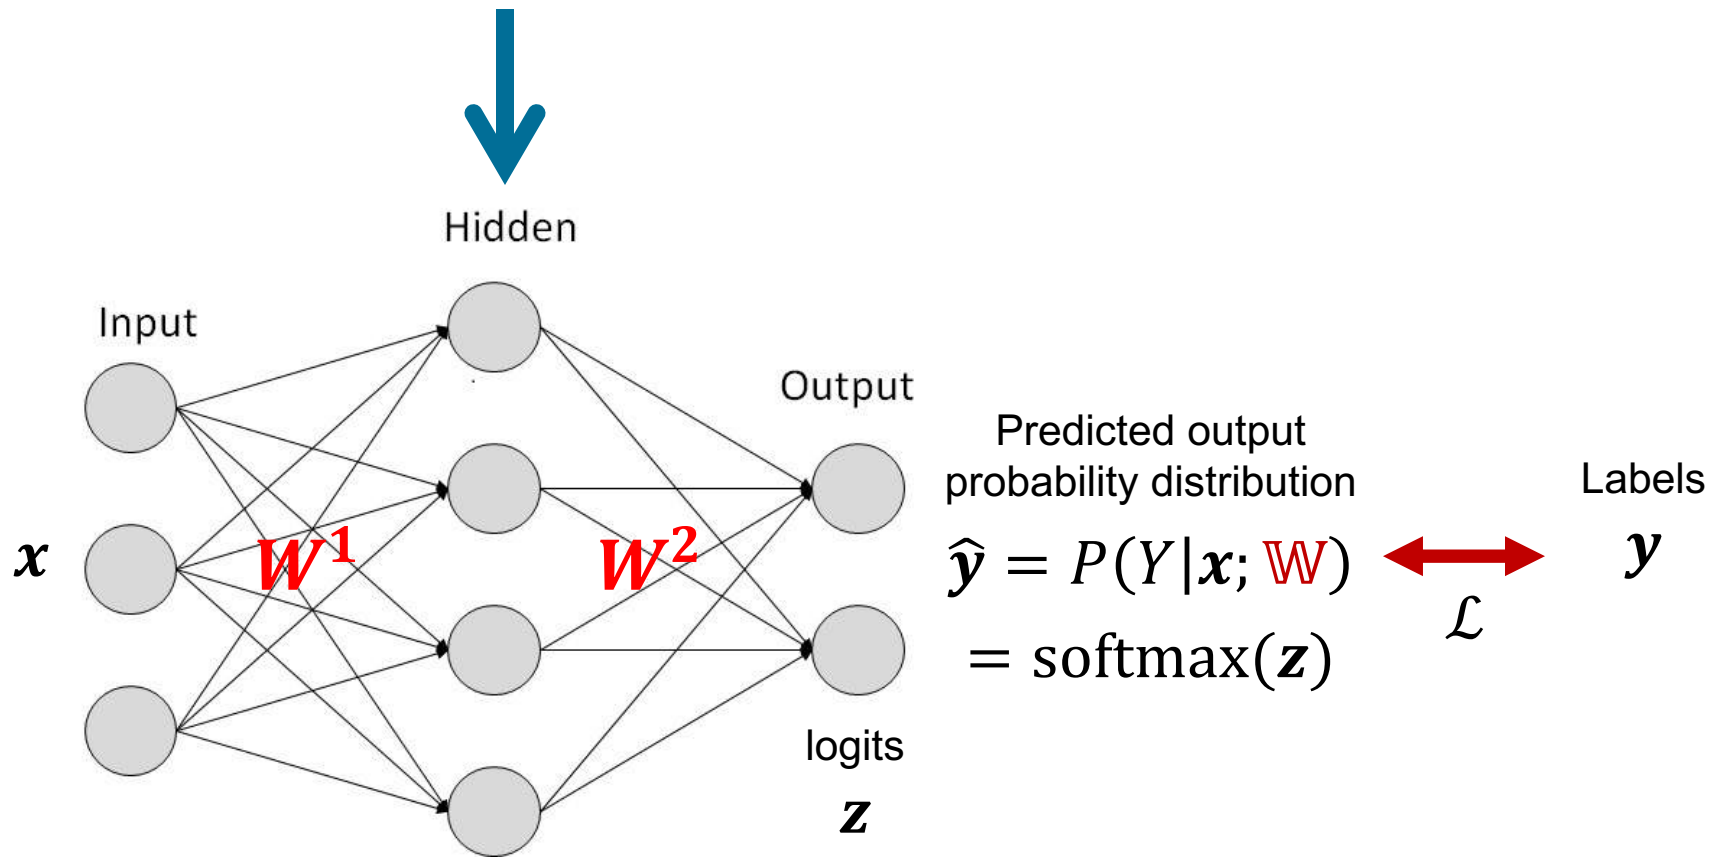 Hidden
Input
Output
Predicted output
probability distribution
Labels
x
W¹
W²
ŷ = P(Y|x; 𝕎)
y
ℒ
= softmax(z)
logits
z